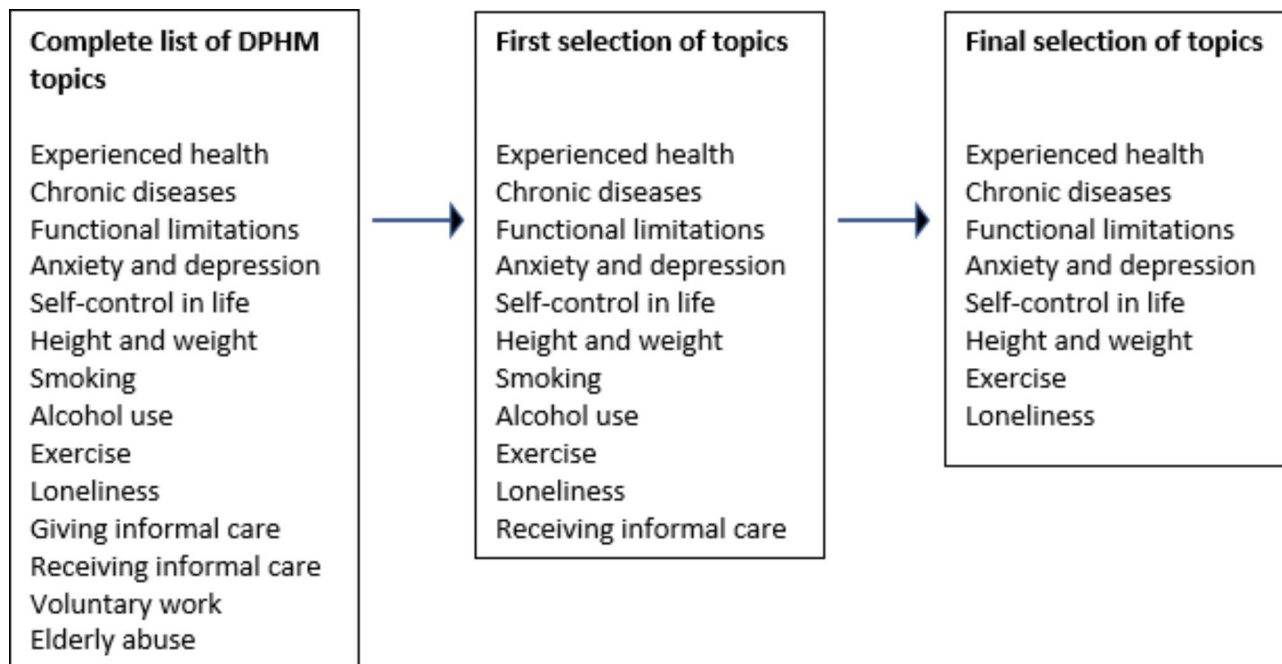 Complete list of DPHM
topics
Experienced health
Chronic diseases
Functional limitations
Anxiety and depression
Self-control in life
Height and weight
Smoking
Alcohol use
Exercise
Loneliness
Giving informal care
Receiving informal care
Voluntary work
Elderly abuse
First selection of topics
Experienced health
Chronic diseases
Functional limitations
Anxiety and depression
Self-control in life
Height and weight
Smoking
Alcohol use
Exercise
Loneliness
Receiving informal care
Final selection of topics
Experienced health
Chronic diseases
Functional limitations
Anxiety and depression
Self-control in life
Height and weight
Exercise
Loneliness